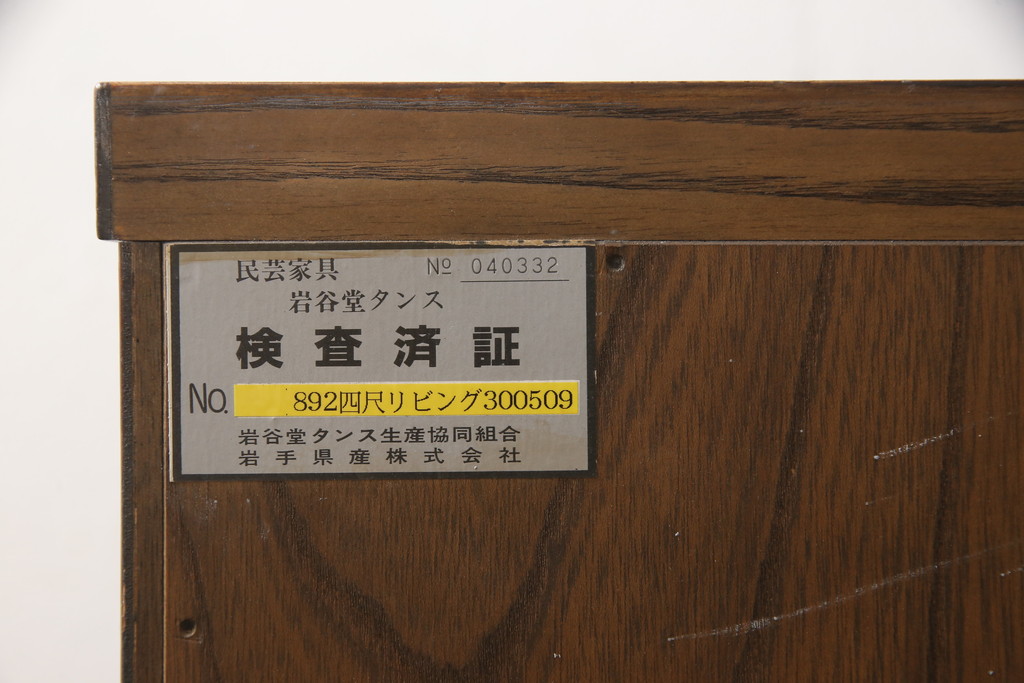 民芸家具 № 040332
岩谷堂タンス
検査済証
No. 892四尺リビング300509
岩谷堂タンス生産協同組合
岩手県産株式会社